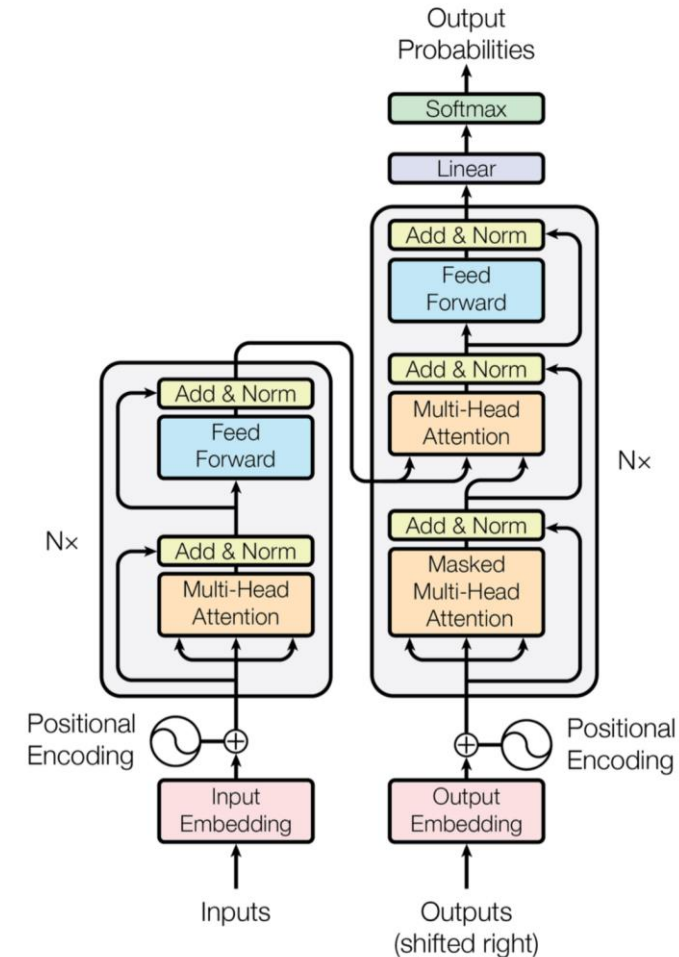 Output
Probabilities
Softmax
Linear
Add & Norm
Feed
Forward
Add & Norm
Multi-Head
Attention
Nx
Add & Norm
Masked
Multi-Head
Attention
Add & Norm
Feed
Forward
Nx
Add & Norm
Multi-Head
Attention
Positional
Encoding
Positional
Encoding
Input
Embedding
Output
Embedding
Inputs
Outputs
(shifted right)